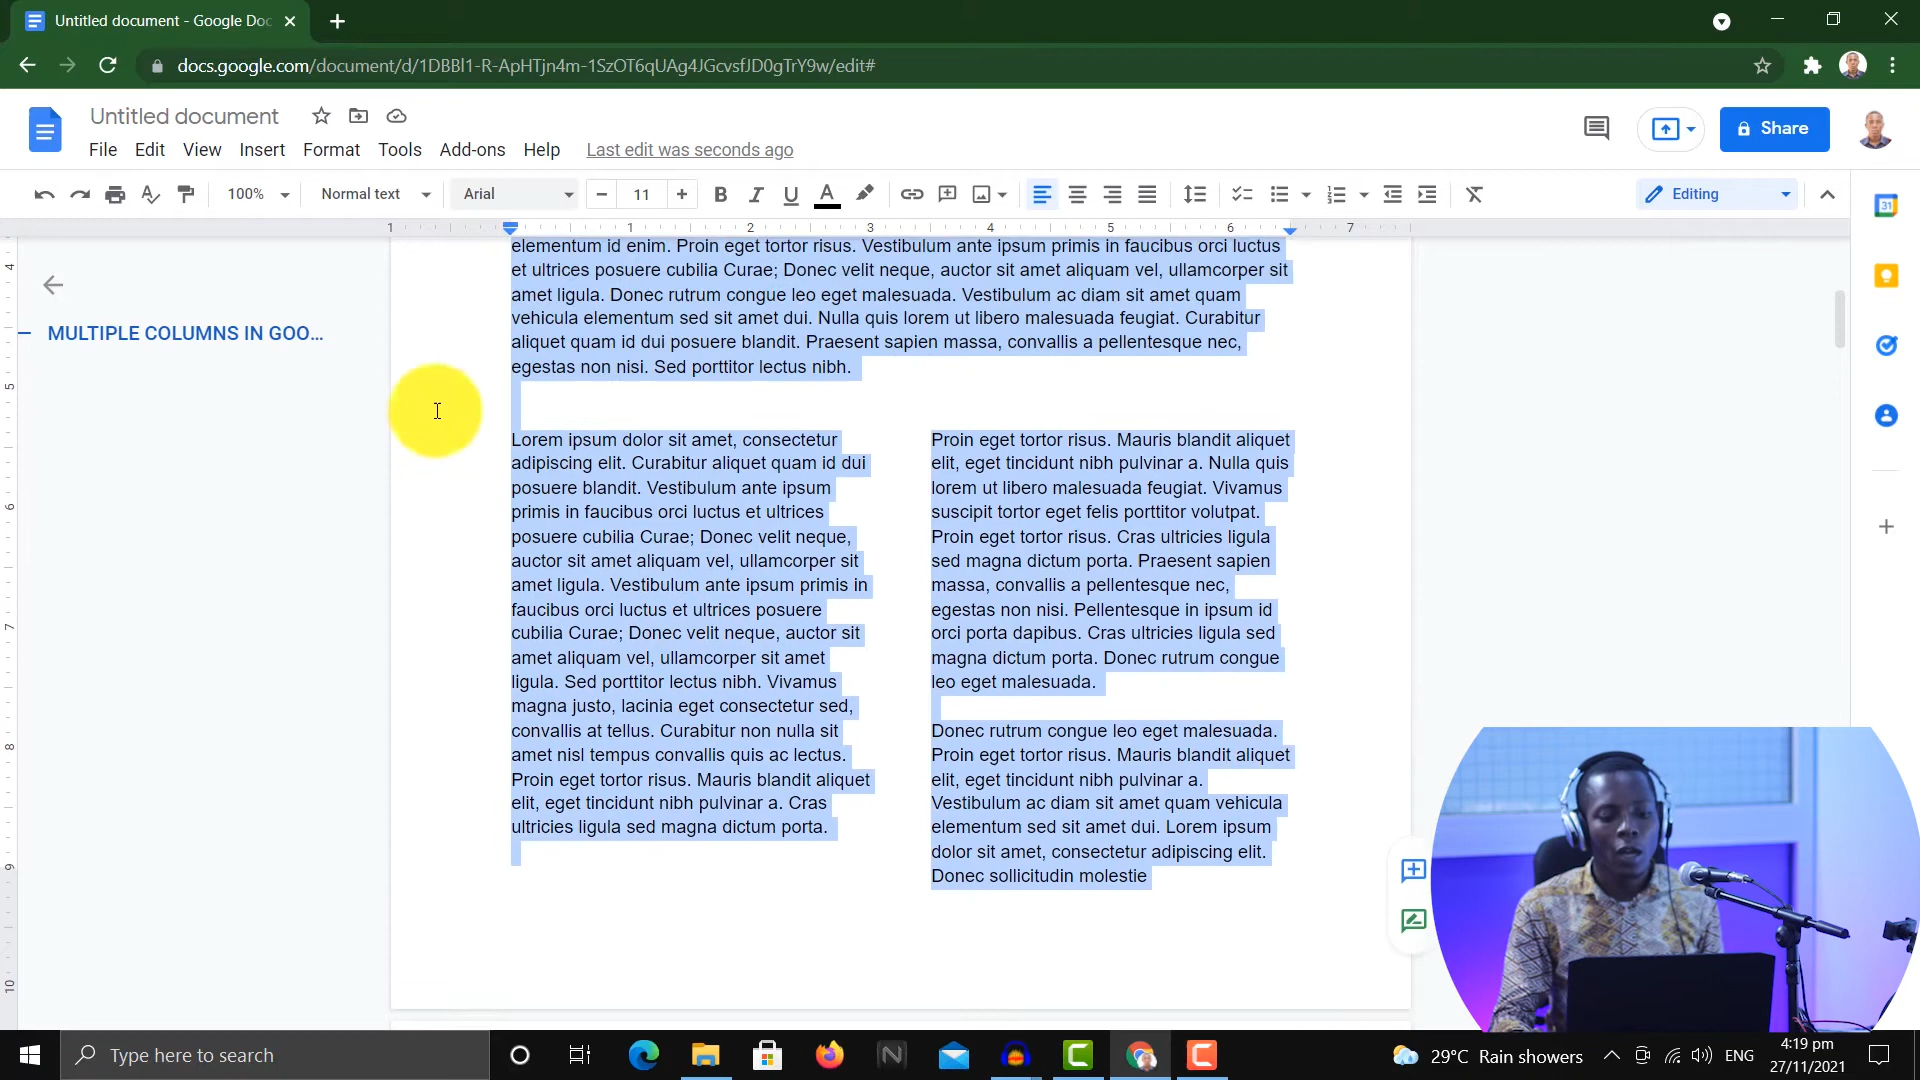 Untitled document - Google Doc
docs.google.com/document/d/1DBBl1-R-ApHTjn4m-1SzOT6qUAg4JGcvsfJD0gTrY9w/edit#
Untitled document
File Edit View Insert Format Tools Add-ons Help Last edit was seconds ago
Share
100% Normal text Arial 11 Editing
1 1 2 3 4 5 6 7
MULTIPLE COLUMNS IN GOO...
4
5
6
7
8
9
10
elementum id enim. Proin eget tortor risus. Vestibulum ante ipsum primis in faucibus orci luctus
et ultrices posuere cubilia Curae; Donec velit neque, auctor sit amet aliquam vel, ullamcorper sit
amet ligula. Donec rutrum congue leo eget malesuada. Vestibulum ac diam sit amet quam
vehicula elementum sed sit amet dui. Nulla quis lorem ut libero malesuada feugiat. Curabitur
aliquet quam id dui posuere blandit. Praesent sapien massa, convallis a pellentesque nec,
egestas non nisi. Sed porttitor lectus nibh.
Lorem ipsum dolor sit amet, consectetur
adipiscing elit. Curabitur aliquet quam id dui
posuere blandit. Vestibulum ante ipsum
primis in faucibus orci luctus et ultrices
posuere cubilia Curae; Donec velit neque,
auctor sit amet aliquam vel, ullamcorper sit
amet ligula. Vestibulum ante ipsum primis in
faucibus orci luctus et ultrices posuere
cubilia Curae; Donec velit neque, auctor sit
amet aliquam vel, ullamcorper sit amet
ligula. Sed porttitor lectus nibh. Vivamus
magna justo, lacinia eget consectetur sed,
convallis at tellus. Curabitur non nulla sit
amet nisl tempus convallis quis ac lectus.
Proin eget tortor risus. Mauris blandit aliquet
elit, eget tincidunt nibh pulvinar a. Cras
ultricies ligula sed magna dictum porta.
Proin eget tortor risus. Mauris blandit aliquet
elit, eget tincidunt nibh pulvinar a. Nulla quis
lorem ut libero malesuada feugiat. Vivamus
suscipit tortor eget felis porttitor volutpat.
Proin eget tortor risus. Cras ultricies ligula
sed magna dictum porta. Praesent sapien
massa, convallis a pellentesque nec,
egestas non nisi. Pellentesque in ipsum id
orci porta dapibus. Cras ultricies ligula sed
magna dictum porta. Donec rutrum congue
leo eget malesuada.
Donec rutrum congue leo eget malesuada.
Proin eget tortor risus. Mauris blandit aliquet
elit, eget tincidunt nibh pulvinar a.
Vestibulum ac diam sit amet quam vehicula
elementum sed sit amet dui. Lorem ipsum
dolor sit amet, consectetur adipiscing elit.
Donec sollicitudin molestie
31
Type here to search
29°C Rain showers
ENG
4:19 pm
27/11/2021